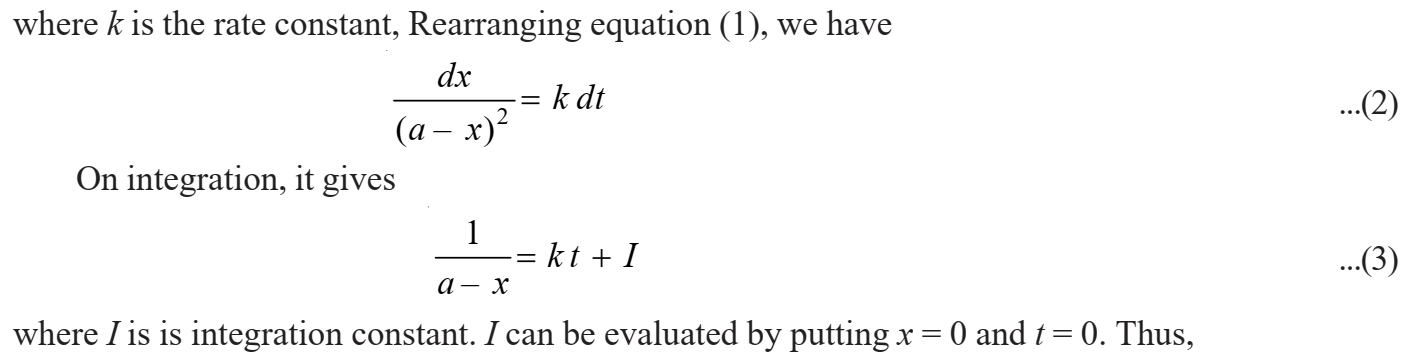 where k is the rate constant, Rearranging equation (1), we have
dx / (a – x)² = k dt ...(2)
On integration, it gives
1 / a – x = k t + I ...(3)
where I is is integration constant. I can be evaluated by putting x = 0 and t = 0. Thus,